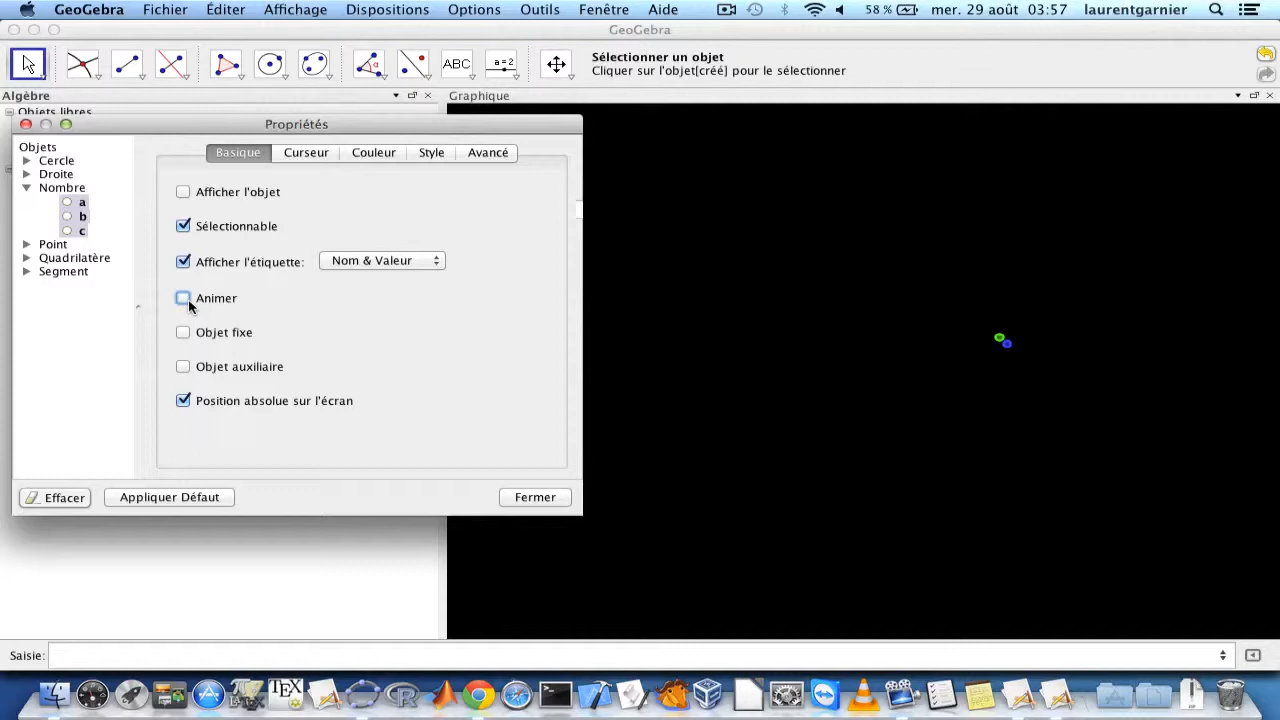 GeoGebra Fichier Éditer Affichage Dispositions Options Outils Fenêtre Aide 58 % mer. 29 août 03:57 laurentgarnier
GeoGebra
ABC a=2 Sélectionner un objet
Cliquer sur l'objet[créé] pour le sélectionner
Algèbre Graphique
Objets libres
Propriétés
Objets
Cercle
Droite
Nombre
a
b
c
Point
Quadrilatère
Segment
Basique Curseur Couleur Style Avancé
Afficher l'objet
Sélectionnable
Afficher l'étiquette: Nom & Valeur
Animer
Objet fixe
Objet auxiliaire
Position absolue sur l'écran
Effacer Appliquer Défaut Fermer
Saisie:
TEX
R